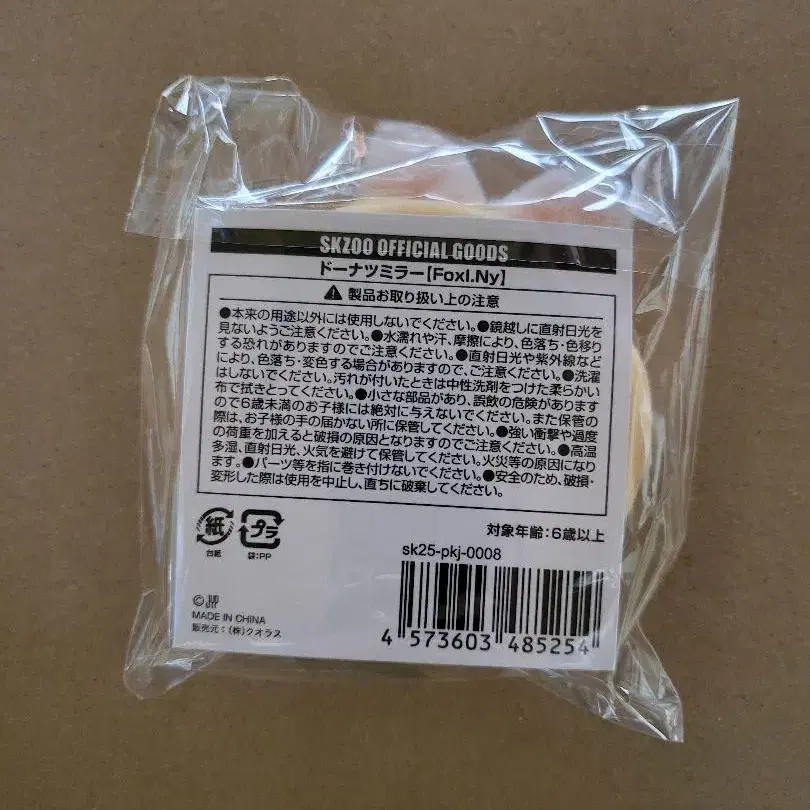 SKZOO OFFICIAL GOODS
ドーナツミラー【FoxI.Ny】
⚠ 製品お取り扱い上の注意
●本来の用途以外には使用しないでください。●鏡越しに直射日光を
見ないようご注意ください。●水濡れや汗、摩擦により、色落ち・色移り
する恐れがありますのでご注意ください。●直射日光や紫外線など
により、色落ち・変色する場合がありますので、ご注意ください。●洗濯
はしないでください。汚れが付いたときは中性洗剤をつけた柔らかい
布で拭きとってください。●小さな部品があり、誤飲の危険があります
ので6歳未満のお子様には絶対に与えないでください。また保管の
際は、お子様の手の届かない所に保管してください。●強い衝撃や過度
の荷重を加えると破損の原因となりますのでご注意ください。●高温
多湿、直射日光、火気を避けて保管してください。火災等の原因になり
ます。●パーツ等を指に巻き付けないでください。●安全のため、破損・
変形した際は使用を中止し、直ちに破棄してください。
対象年齢:6歳以上
紙 プラ
台紙 袋:PP
sk25-pkj-0008
©JYP
MADE IN CHINA
販売元:(株)クオラス
4 573603 485254